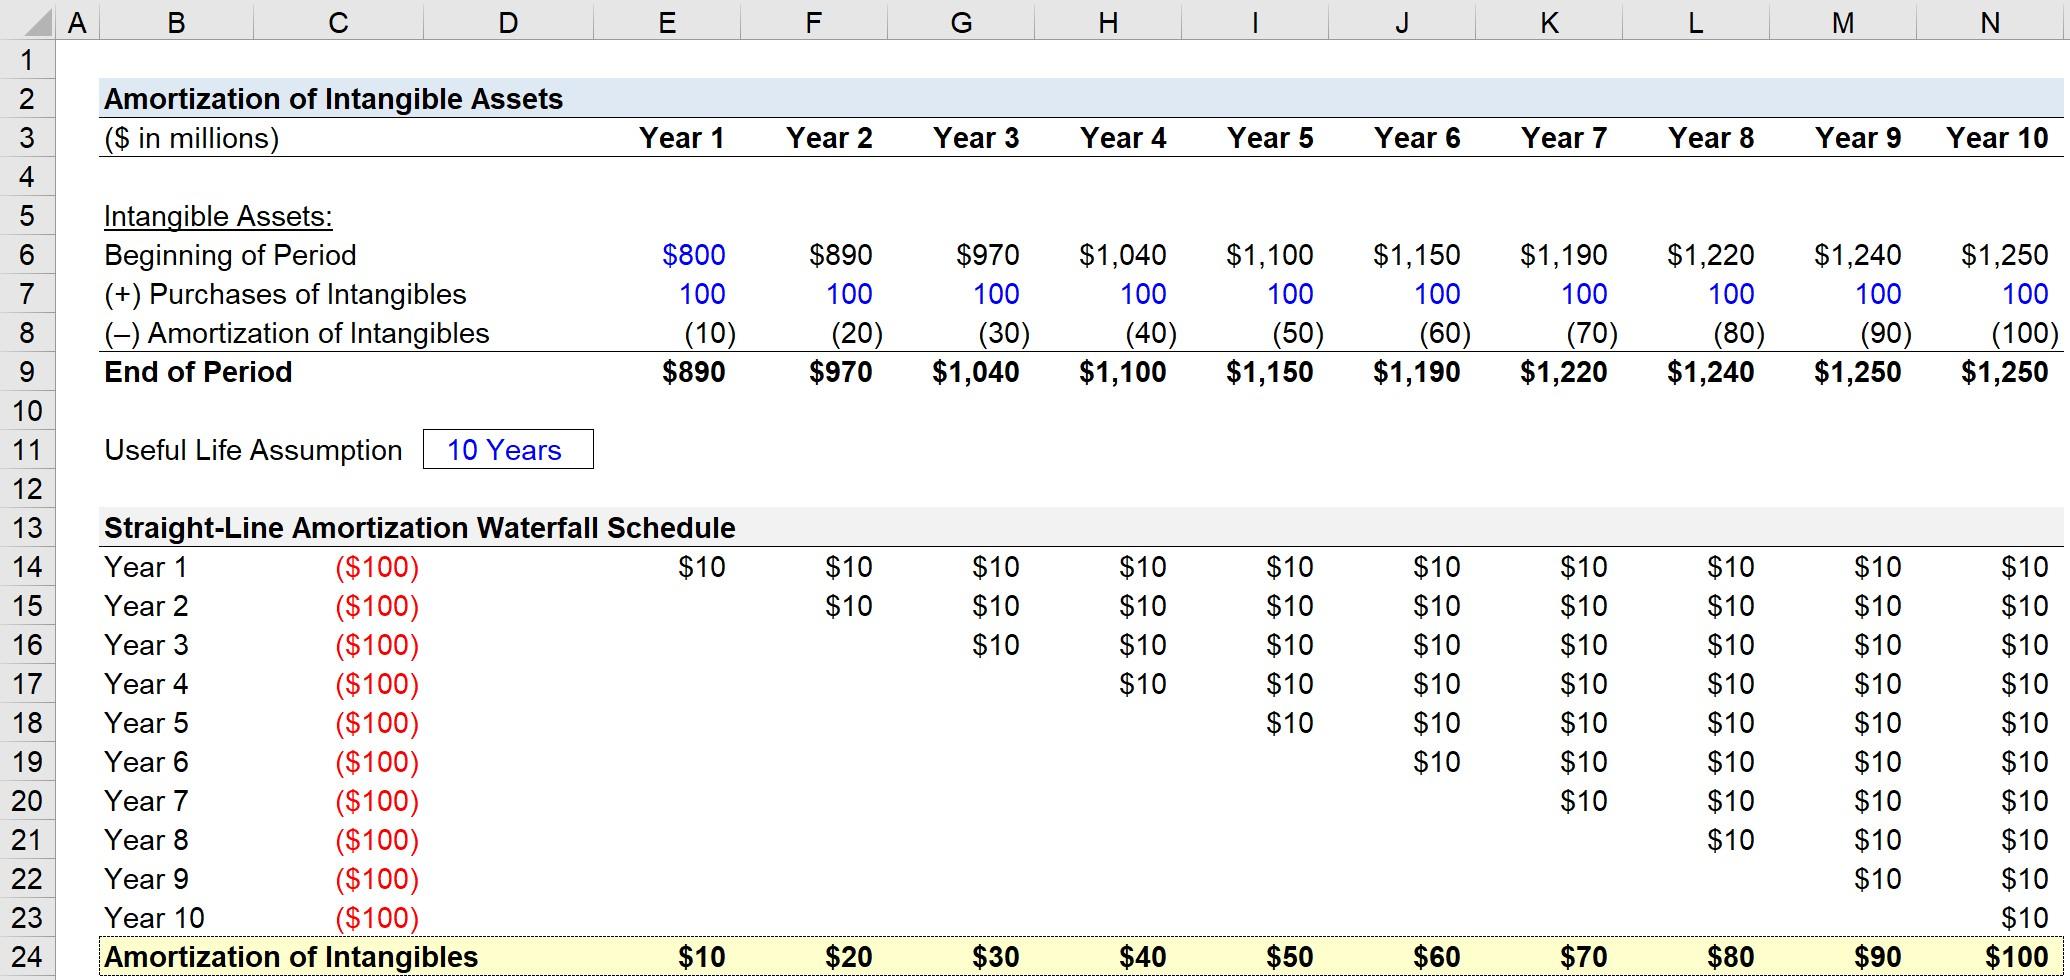 A B C D E F G H I J K L M N
1
2 Amortization of Intangible Assets
3 ($ in millions) Year 1 Year 2 Year 3 Year 4 Year 5 Year 6 Year 7 Year 8 Year 9 Year 10
4
5 Intangible Assets:
6 Beginning of Period $800 $890 $970 $1,040 $1,100 $1,150 $1,190 $1,220 $1,240 $1,250
7 (+) Purchases of Intangibles 100 100 100 100 100 100 100 100 100 100
8 (–) Amortization of Intangibles (10) (20) (30) (40) (50) (60) (70) (80) (90) (100)
9 End of Period $890 $970 $1,040 $1,100 $1,150 $1,190 $1,220 $1,240 $1,250 $1,250
10
11 Useful Life Assumption 10 Years
12
13 Straight-Line Amortization Waterfall Schedule
14 Year 1 ($100) $10 $10 $10 $10 $10 $10 $10 $10 $10 $10
15 Year 2 ($100) $10 $10 $10 $10 $10 $10 $10 $10 $10
16 Year 3 ($100) $10 $10 $10 $10 $10 $10 $10 $10
17 Year 4 ($100) $10 $10 $10 $10 $10 $10 $10
18 Year 5 ($100) $10 $10 $10 $10 $10 $10
19 Year 6 ($100) $10 $10 $10 $10 $10
20 Year 7 ($100) $10 $10 $10 $10
21 Year 8 ($100) $10 $10 $10
22 Year 9 ($100) $10 $10
23 Year 10 ($100) $10
24 Amortization of Intangibles $10 $20 $30 $40 $50 $60 $70 $80 $90 $100